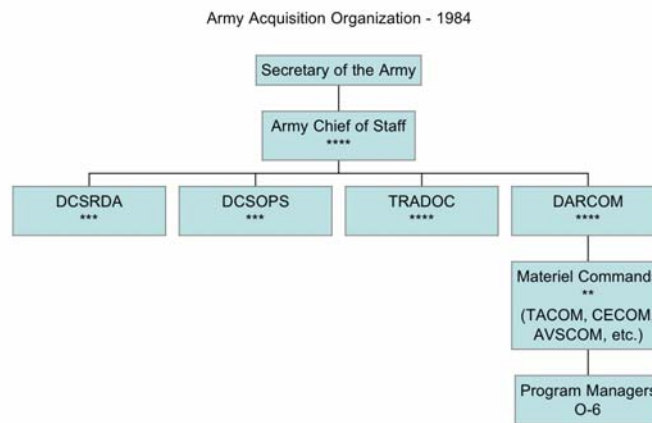 Army Acquisition Organization - 1984
Secretary of the Army
Army Chief of Staff
****
DCSRDA
***
DCSOPS
***
TRADOC
****
DARCOM
****
Materiel Command
**
(TACOM, CECOM
AVSCOM, etc.)
Program Managers
O-6